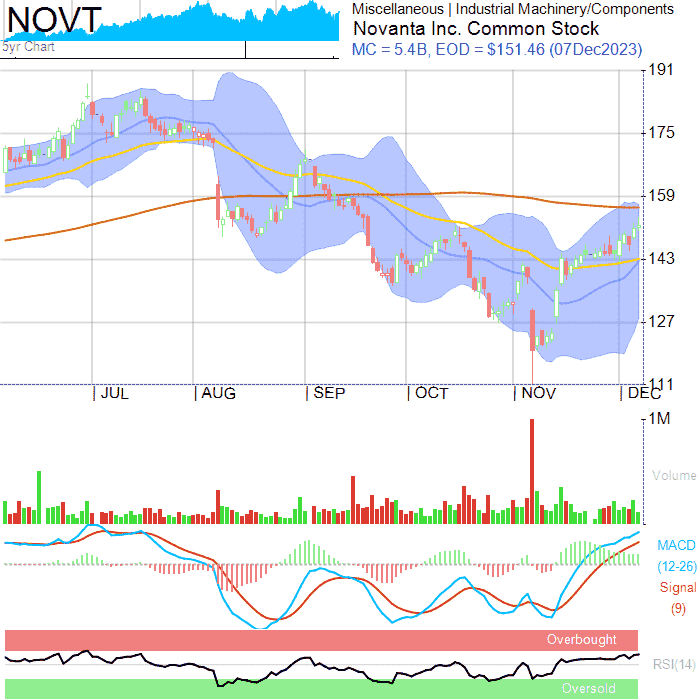 NOVT
Miscellaneous | Industrial Machinery/Components
Novanta Inc. Common Stock
MC = 5.4B, EOD = $151.46 (07Dec2023)
5yr Chart
191
175
159
143
127
111
JUL
AUG
SEP
OCT
NOV
DEC
1M
Volume
MACD
(12-26)
Signal
(9)
Overbought
RSI(14)
Oversold